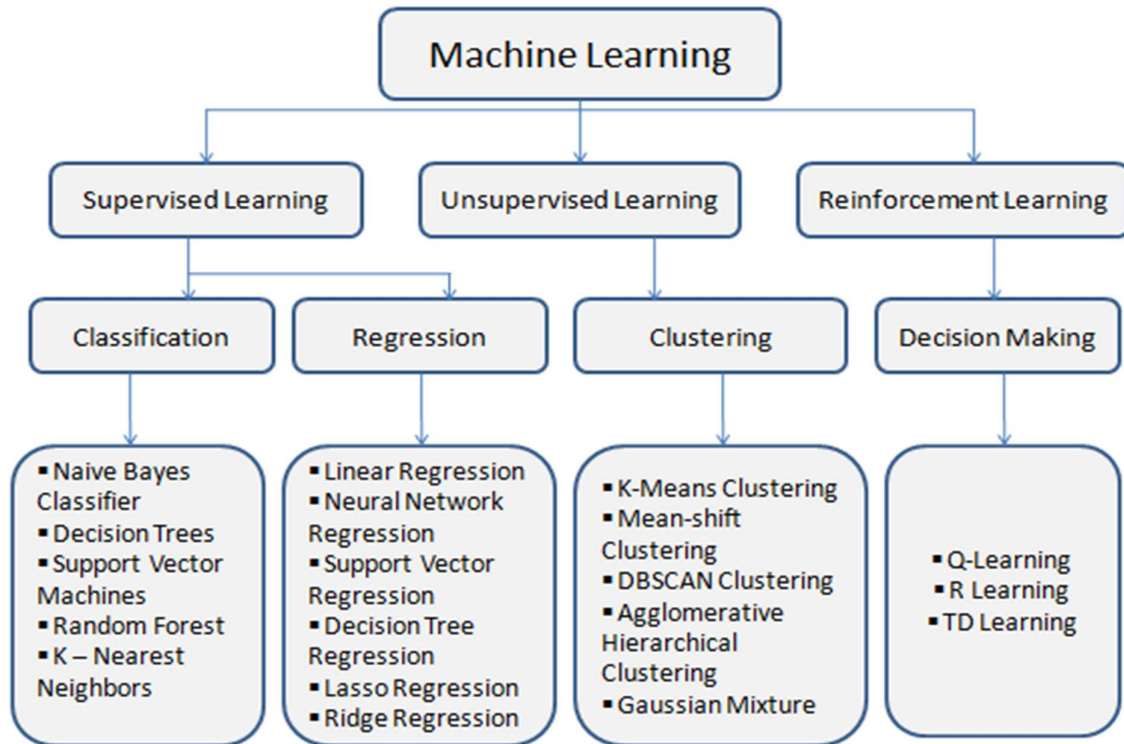 Machine Learning
Supervised Learning
Unsupervised Learning
Reinforcement Learning
Classification
Regression
Clustering
Decision Making
▪ Naive Bayes
Classifier
▪ Decision Trees
▪ Support Vector
Machines
▪ Random Forest
▪ K – Nearest
Neighbors
▪ Linear Regression
▪ Neural Network
Regression
▪ Support Vector
Regression
▪ Decision Tree
Regression
▪ Lasso Regression
▪ Ridge Regression
▪ K-Means Clustering
▪ Mean-shift
Clustering
▪ DBSCAN Clustering
▪ Agglomerative
Hierarchical
Clustering
▪ Gaussian Mixture
▪ Q-Learning
▪ R Learning
▪ TD Learning